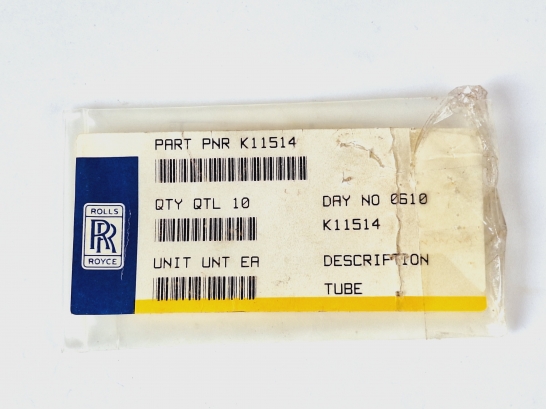 PART PNR K11514
QTY QTL 10
DAY NO 0610
K11514
UNIT UNT EA
DESCRIPTION
TUBE
ROLLS
RR
ROYCE